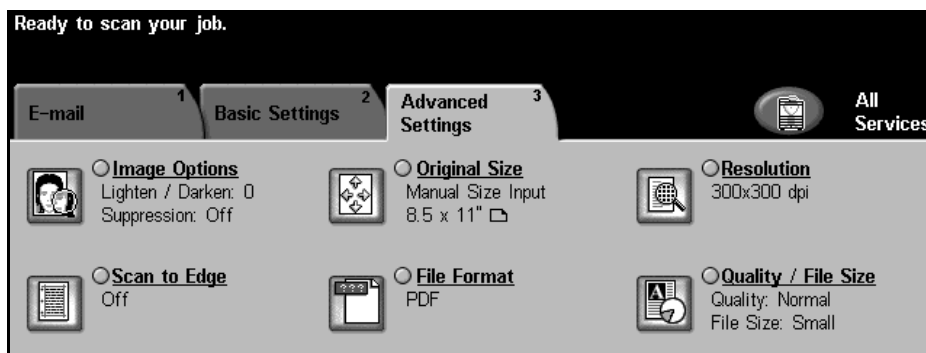 Ready to scan your job.
E-mail
1
Basic Settings
2
Advanced
Settings
3
All
Services
Image Options
Lighten / Darken: 0
Suppression: Off
Original Size
Manual Size Input
8.5 x 11"
Resolution
300x300 dpi
Scan to Edge
Off
???
File Format
PDF
A
Quality / File Size
Quality: Normal
File Size: Small